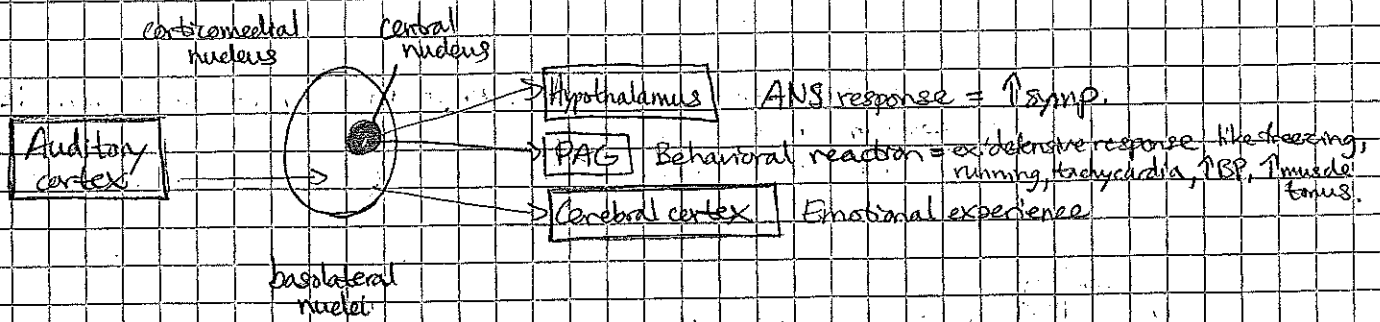 corticomedial
nucleus
central
nucleus
Hypothalamus ANS response = ↑symp.
Auditory
cortex
PAG Behavioral reaction = ex: defensive response like freezing,
running, tachycardia, ↑BP, ↑muscle
tonus.
Cerebral cortex Emotional experience
basolateral
nuclei